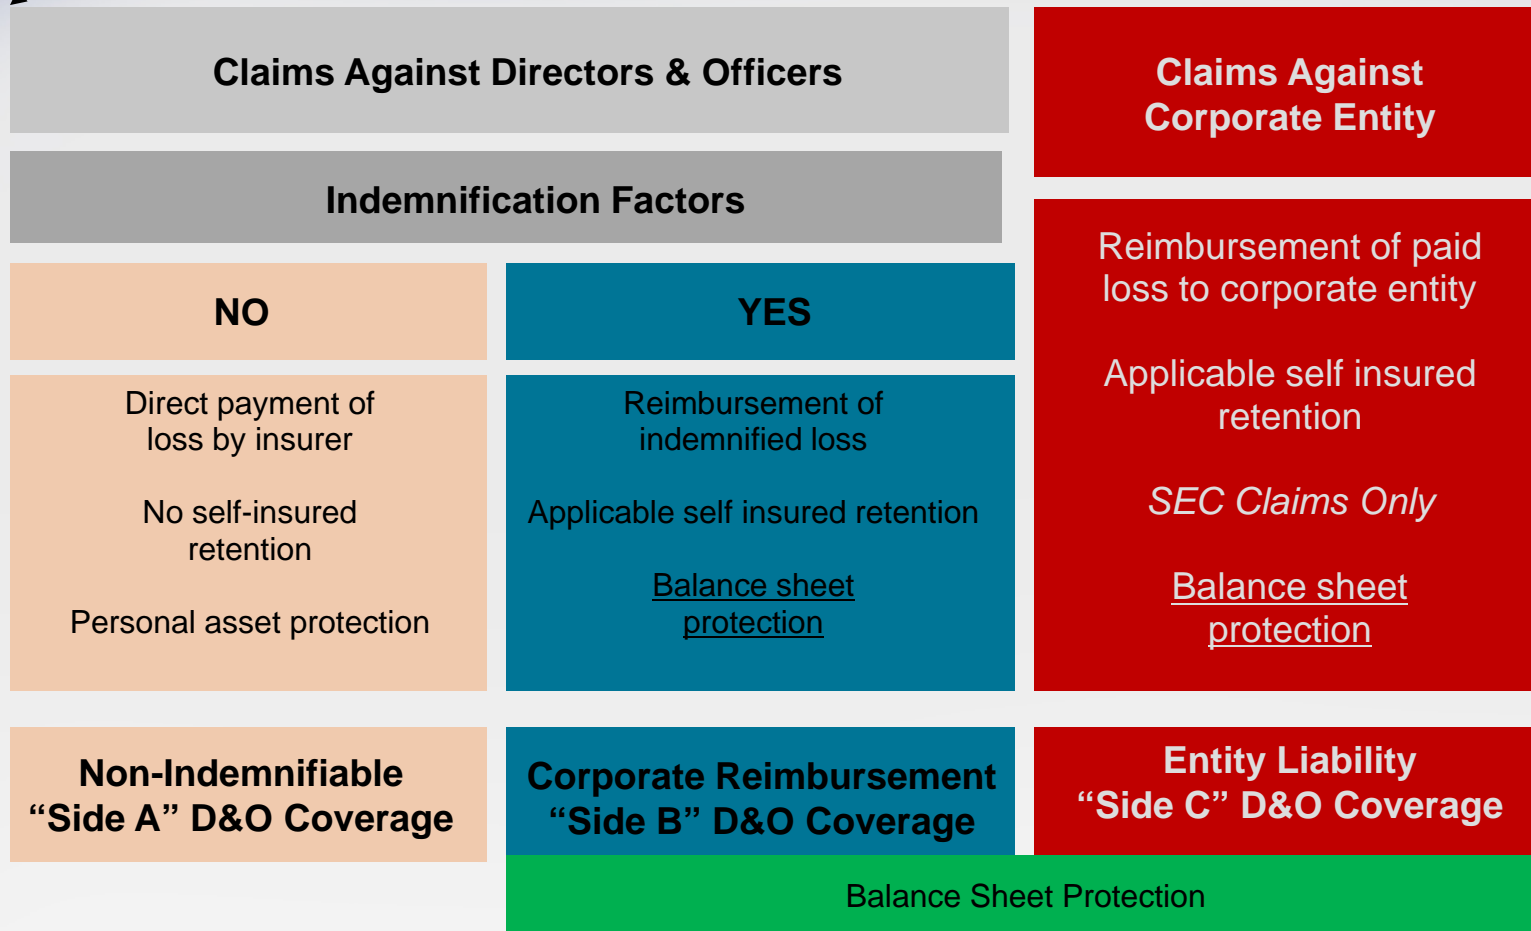 Claims Against Directors & Officers
Indemnification Factors
NO
Direct payment of
loss by insurer
No self-insured
retention
Personal asset protection
Non-Indemnifiable
“Side A” D&O Coverage
YES
Reimbursement of
indemnified loss
Applicable self insured retention
Balance sheet
protection
Corporate Reimbursement
“Side B” D&O Coverage
Claims Against
Corporate Entity
Reimbursement of paid
loss to corporate entity
Applicable self insured
retention
SEC Claims Only
Balance sheet
protection
Entity Liability
“Side C” D&O Coverage
Balance Sheet Protection